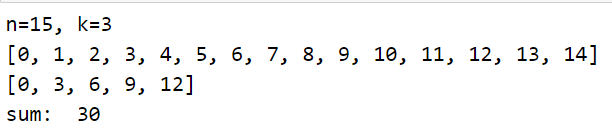 n=15, k=3
[0, 1, 2, 3, 4, 5, 6, 7, 8, 9, 10, 11, 12, 13, 14]
[0, 3, 6, 9, 12]
sum:  30